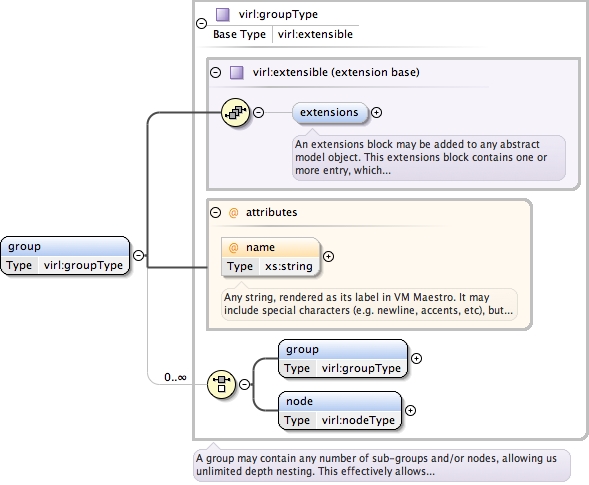 virl:groupType
Base Type virl:extensible
virl:extensible (extension base)
extensions
An extensions block may be added to any abstract
model object. This extensions block contains one or
more entry, which...
@ attributes
@ name
Type xs:string
Any string, rendered as its label in VM Maestro. It may
include special characters (e.g. newline, accents, etc), but...
group
Type virl:groupType
0..∞
group
Type virl:groupType
node
Type virl:nodeType
A group may contain any number of sub-groups and/or nodes, allowing us
unlimited depth nesting. This effectively allows...